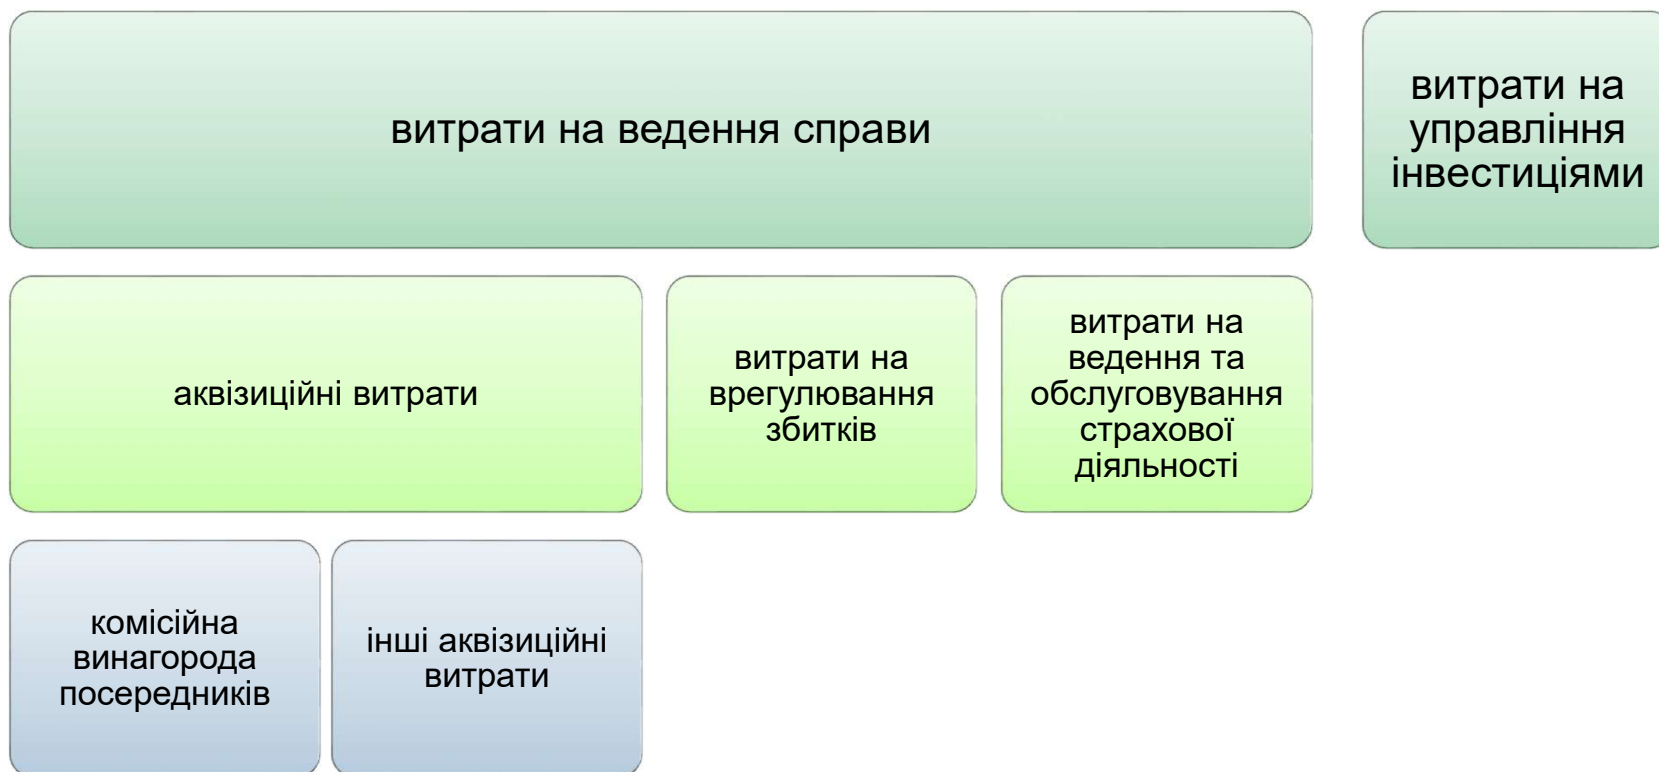 витрати на ведення справи
витрати на
управління
інвестиціями
аквізиційні витрати
витрати на
врегулювання
збитків
витрати на
ведення та
обслуговування
страхової
діяльності
комісійна
винагорода
посередників
інші аквізиційні
витрати